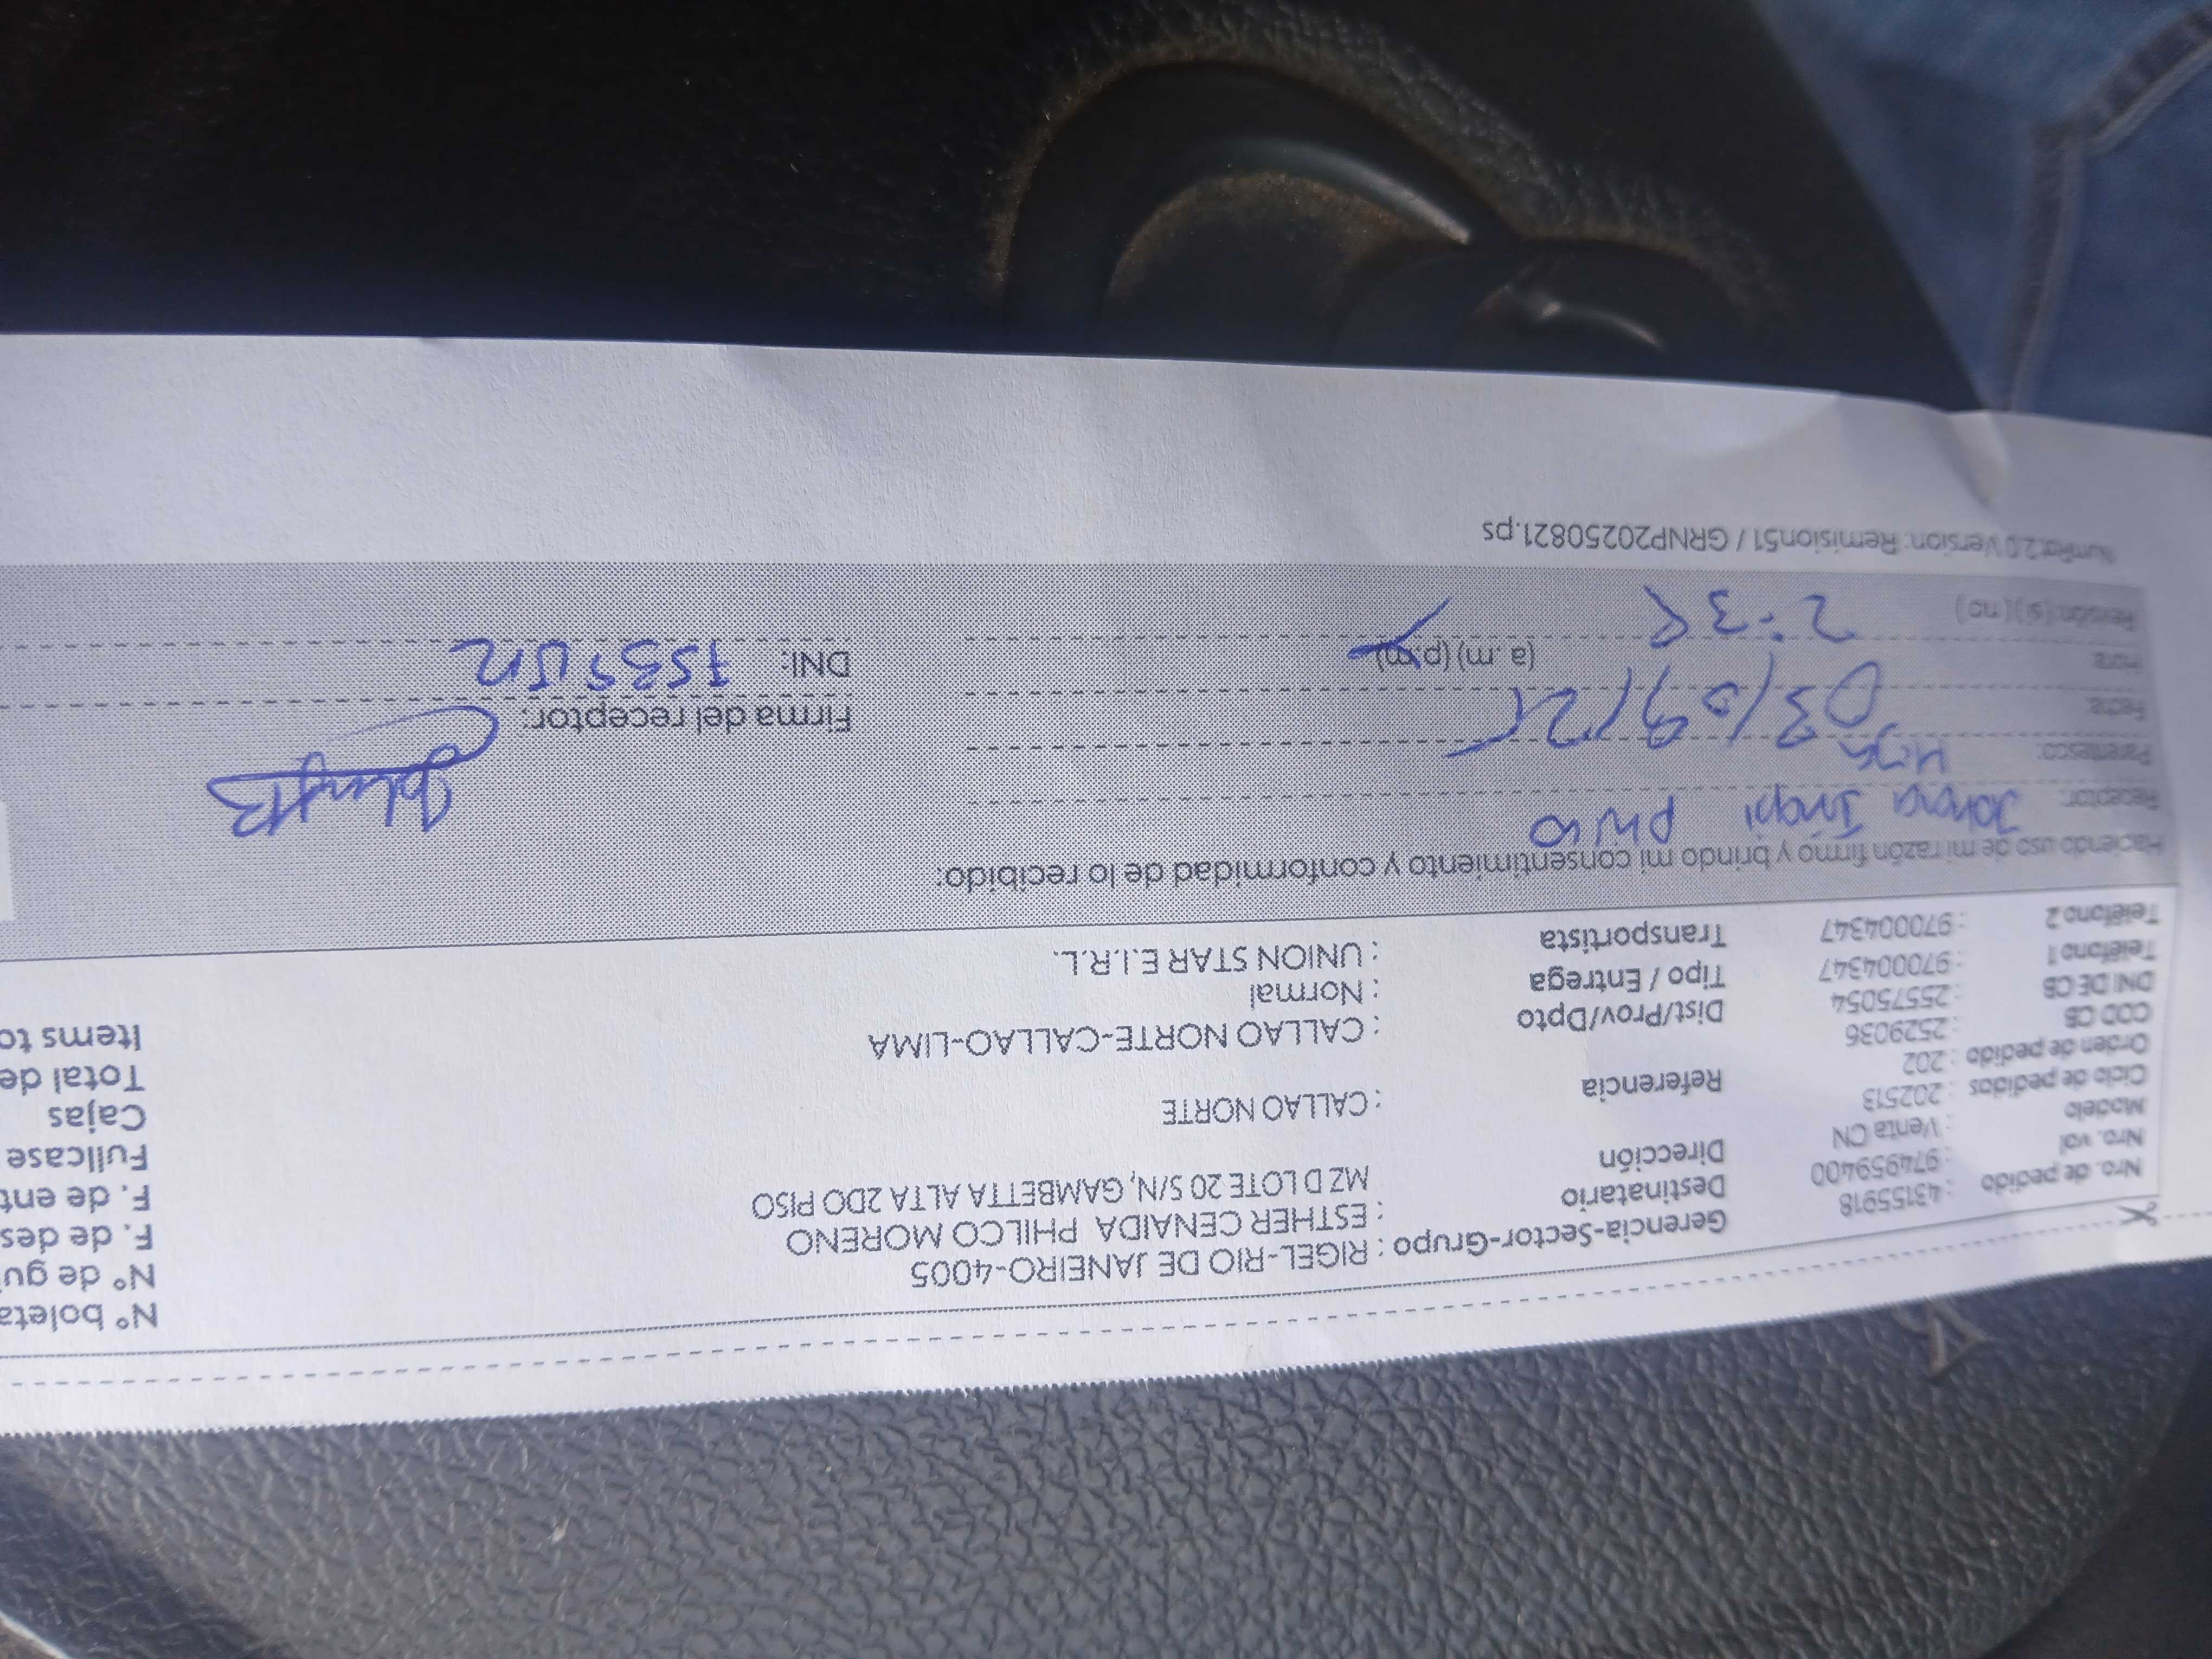 Nº boleta
Nº de gu
F. de des
F. de ent
Fullcase
Cajas
Total de
Items to
Nro. de pedido : 43155918
Nro. vol : 974959400
Modelo : Venta CN
Ciclo de pedidos : 202513
Orden de pedido : 202
COD CB : 2529036
DNI DE CB : 25575054
Teléfono 1 : 970004347
Teléfono 2 : 970004347
Gerencia-Sector-Grupo : RIGEL-RIO DE JANEIRO-4005
Destinatario : ESTHER CENAIDA PHILCO MORENO
Dirección MZ D LOTE 20 S/N, GAMBETTA ALTA 2DO PISO
Referencia : CALLAO NORTE
Dist/Prov/Dpto : CALLAO NORTE-CALLAO-LIMA
Tipo / Entrega : Normal
Transportista : UNION STAR E.I.R.L.
Haciendo uso de mi razón firmo y brindo mi consentimiento y conformidad de lo recibido:
Receptor:
Parentesco: Hija
Fecha: 03/09/25
Hora: (a.m) (p.m)
Revisión: (si) (no)
Firma del receptor:
DNI:
NumRot:2.0 Version: Remision51 / GRNP20250821.ps